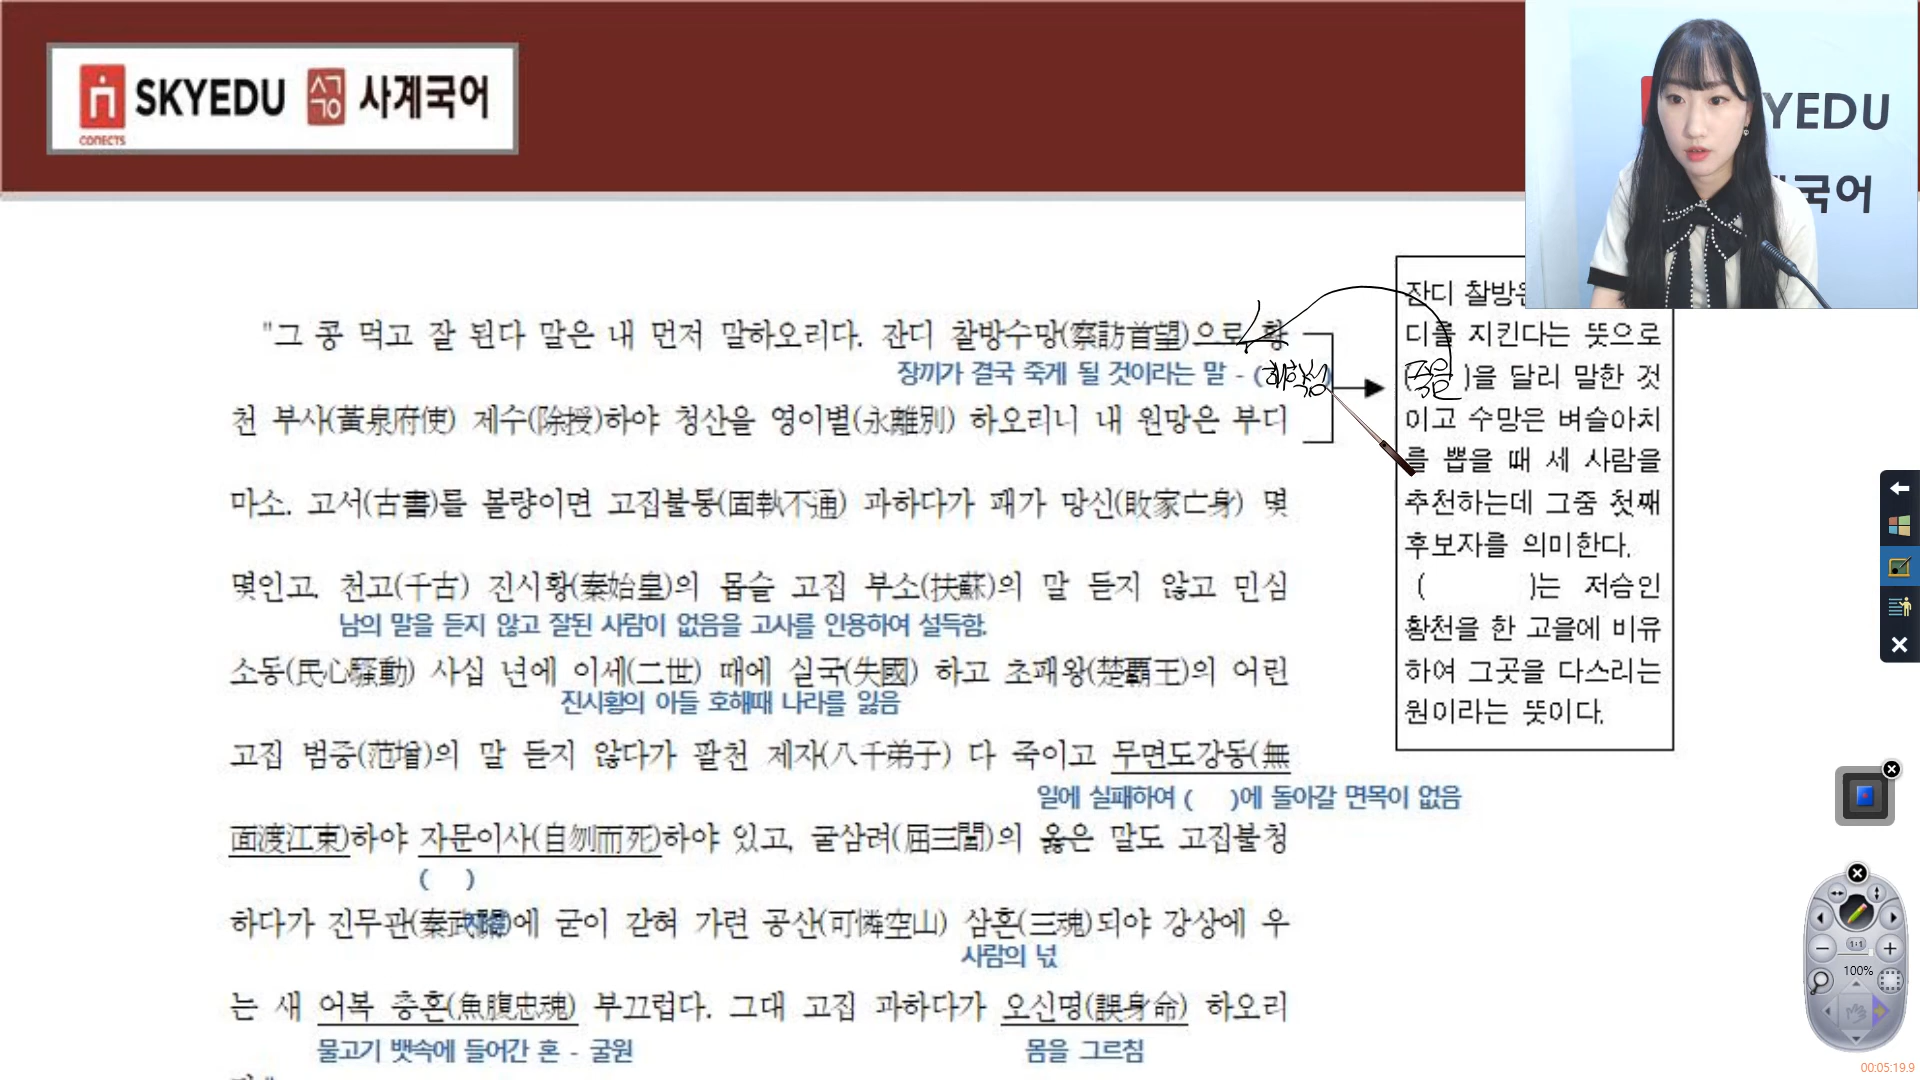 CONECTS
SKYEDU 사계국어
YEDU
국어
"그 콩 먹고 잘 된다 말은 내 먼저 말하오리다. 잔디 찰방수망(察訪首望)으로 황
장끼가 결국 죽게 될 것이라는 말 - (해학성)
천 부사(黃泉府使) 제수(除授)하야 청산을 영이별(永離別) 하오리니 내 원망은 부디
마소. 고서(古書)를 볼량이면 고집불통(固執不通) 과하다가 패가 망신(敗家亡身) 몇
몇인고. 천고(千古) 진시황(秦始皇)의 몹슬 고집 부소(扶蘇)의 말 듣지 않고 민심
남의 말을 듣지 않고 잘된 사람이 없음을 고사를 인용하여 설득함.
소동(民心騷動) 사십 년에 이세(二世) 때에 실국(失國) 하고 초패왕(楚霸王)의 어린
진시황의 아들 호해때 나라를 잃음
고집 범증(范增)의 말 듣지 않다가 팔천 제자(八千弟子) 다 죽이고 무면도강동(無
일에 실패하여 ( )에 돌아갈 면목이 없음
面渡江東)하야 자문이사(自刎而死)하야 있고, 굴삼려(屈三閭)의 옳은 말도 고집불청
( )
하다가 진무관(秦武關)에 굳이 갇혀 가련 공산(可憐空山) 삼혼(三魂)되야 강상에 우
사람의 넋
는 새 어복 충혼(魚腹忠魂) 부끄럽다. 그대 고집 과하다가 오신명(誤身命) 하오리
물고기 뱃속에 들어간 혼 - 굴원
몸을 그르침
잔디 찰방은
디를 지킨다는 뜻으로
(죽음)을 달리 말한 것
이고 수망은 벼슬아치
를 뽑을 때 세 사람을
추천하는데 그중 첫째
후보자를 의미한다.
( )는 저승인
황천을 한 고을에 비유
하여 그곳을 다스리는
원이라는 뜻이다.
1:1
100%
00:05:19.9